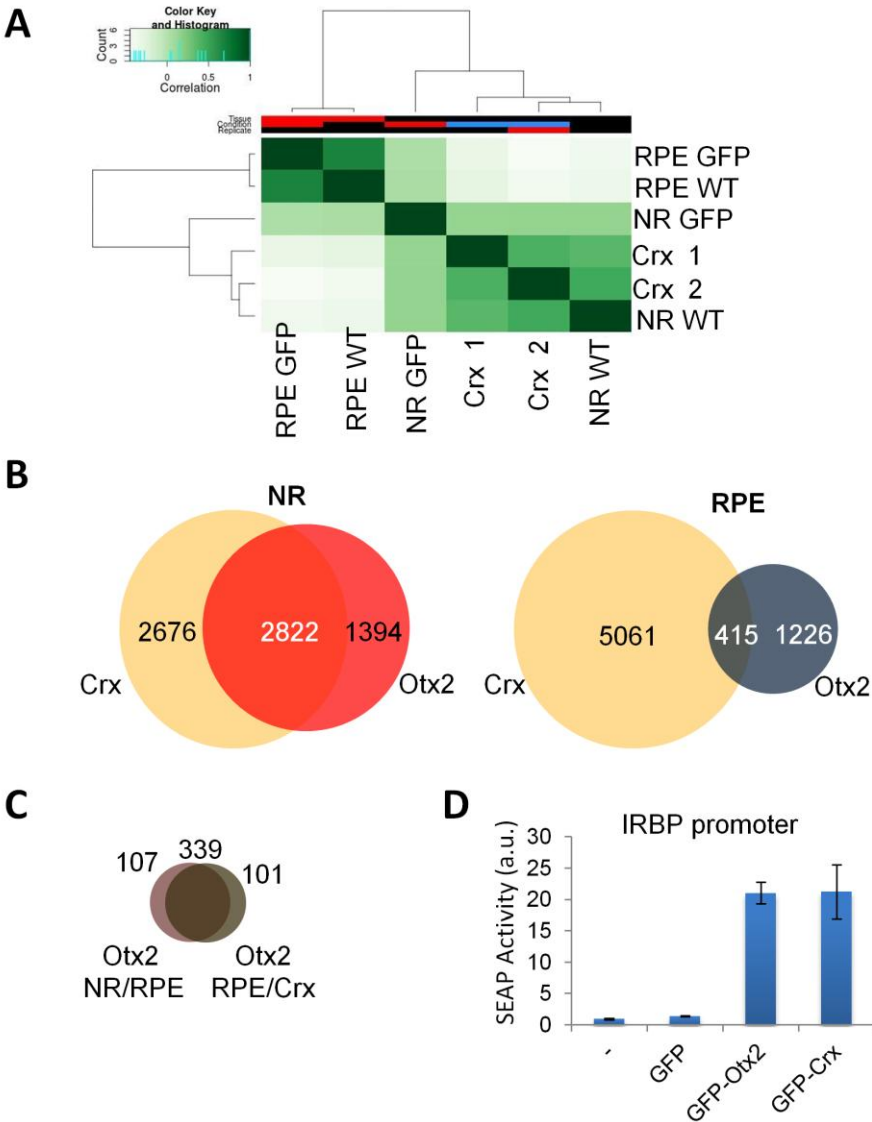 A
Color Key
and Histogram
Count
0 3 6
0 0.5 1
Correlation
Tissue
Condition
Replicate
RPE GFP
RPE WT
NR GFP
Crx 1
Crx 2
NR WT
RPE GFP
RPE WT
NR GFP
Crx 1
Crx 2
NR WT
B
NR
2676
2822
1394
Crx
Otx2
RPE
5061
415
1226
Crx
Otx2
C
107
339
101
Otx2
NR/RPE
Otx2
RPE/Crx
D
IRBP promoter
SEAP Activity (a.u.)
30
25
20
15
10
5
0
-
GFP
GFP-Otx2
GFP-Crx